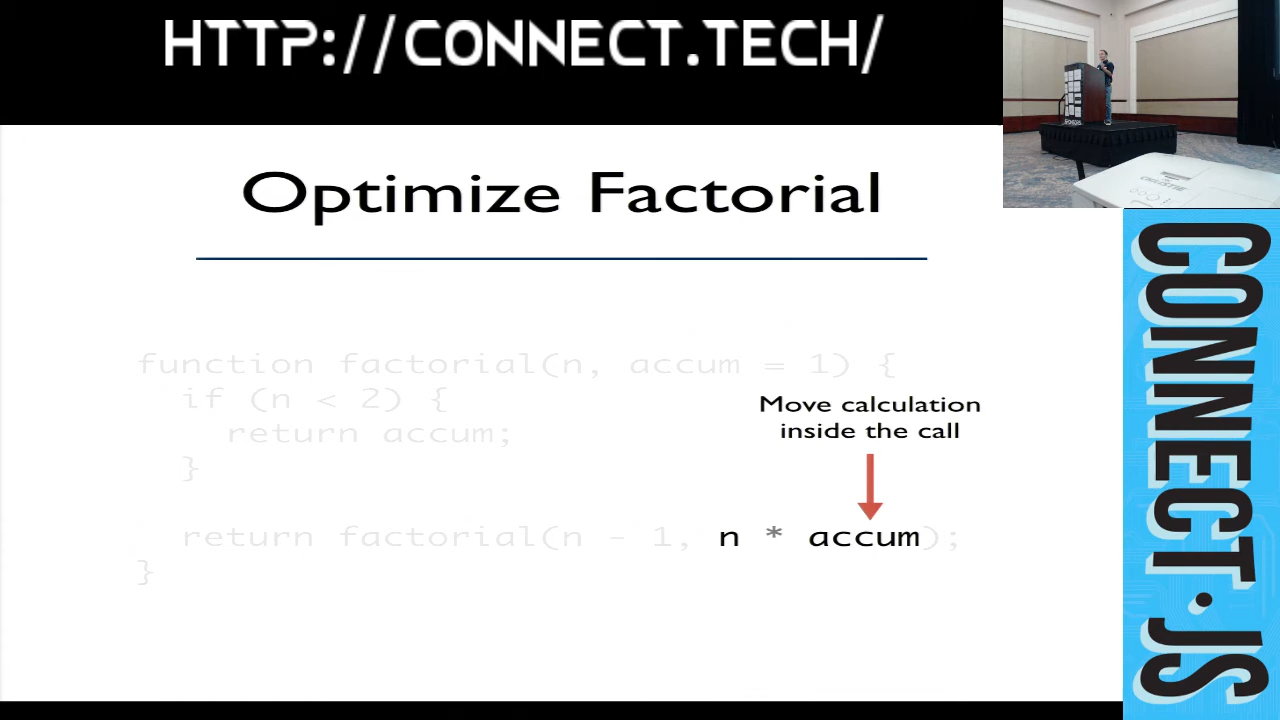 HTTP://CONNECT.TECH/
Optimize Factorial
function factorial(n, accum = 1) {
if (n < 2) {
return accum;
}
Move calculation
inside the call
return factorial(n - 1, n * accum);
}
CONNECT.JS
CHRISTIE